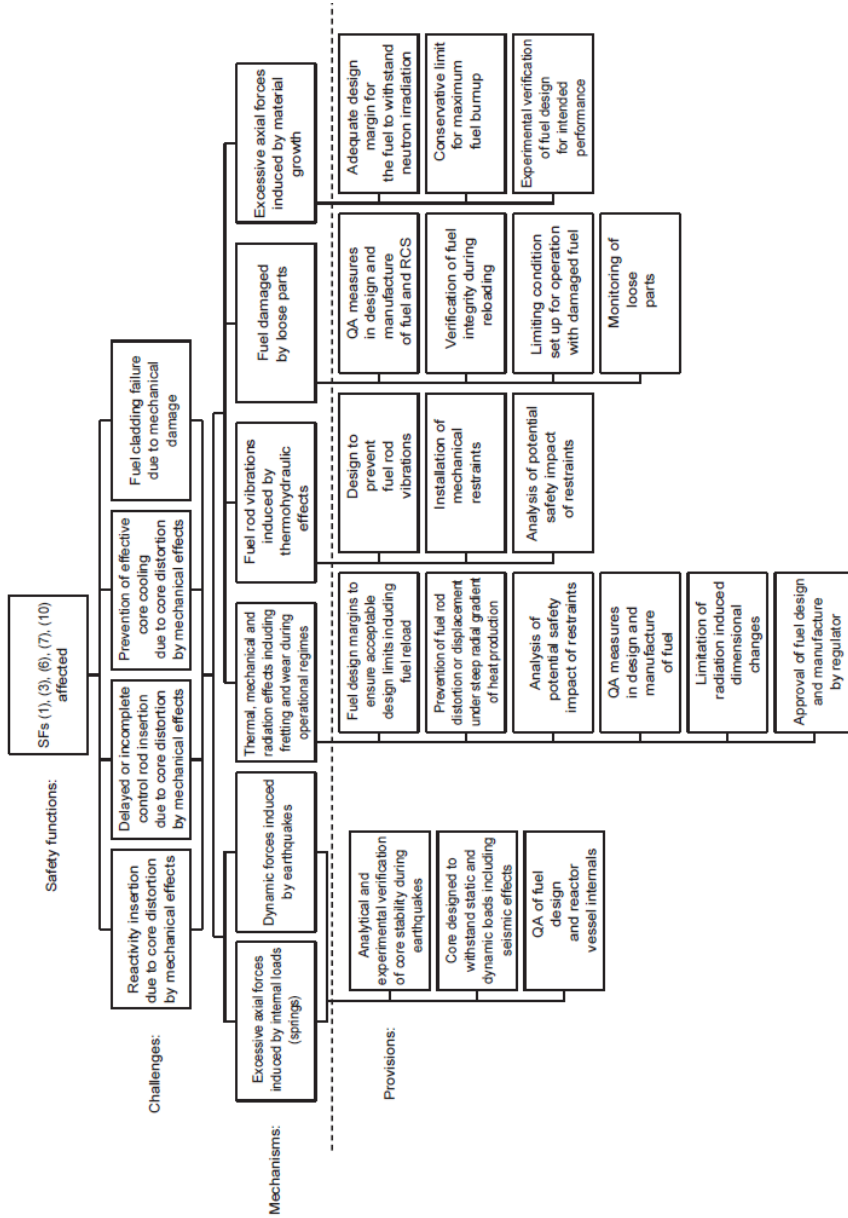 Safety functions:
SFs (1), (3), (6), (7), (10)
affected
Challenges:
Reactivity insertion
due to core distortion
by mechanical effects
Delayed or incomplete
control rod insertion
due to core distortion
by mechanical effects
Prevention of effective
core cooling
due to core distortion
by mechanical effects
Fuel cladding failure
due to mechanical
damage
Mechanisms:
Excessive axial forces
induced by internal loads
(springs)
Dynamic forces induced
by earthquakes
Thermal, mechanical and
radiation effects including
fretting and wear during
operational regimes
Fuel rod vibrations
induced by
thermohydraulic
effects
Fuel damaged
by loose parts
Excessive axial forces
induced by material
growth
Provisions:
Analytical and
experimental verification
of core stability during
earthquakes
Core designed to
withstand static and
dynamic loads including
seismic effects
QA of fuel
design
and reactor
vessel internals
Fuel design margins to
ensure acceptable
design limits including
fuel reload
Prevention of fuel rod
distortion or displacement
under steep radial gradient
of heat production
Analysis of
potential safety
impact of restraints
QA measures
in design and
manufacture
of fuel
Limitation of
radiation induced
dimensional
changes
Approval of fuel design
and manufacture
by regulator
Design to
prevent
fuel rod
vibrations
Installation of
mechanical
restraints
Analysis of potential
safety impact
of restraints
QA measures
in design and
manufacture
of fuel and RCS
Verification of fuel
integrity during
reloading
Limiting condition
set up for operation
with damaged fuel
Monitoring of
loose
parts
Adequate design
margin for
the fuel to withstand
neutron irradiation
Conservative limit
for maximum
fuel burnup
Experimental verification
of fuel design
for intended
performance